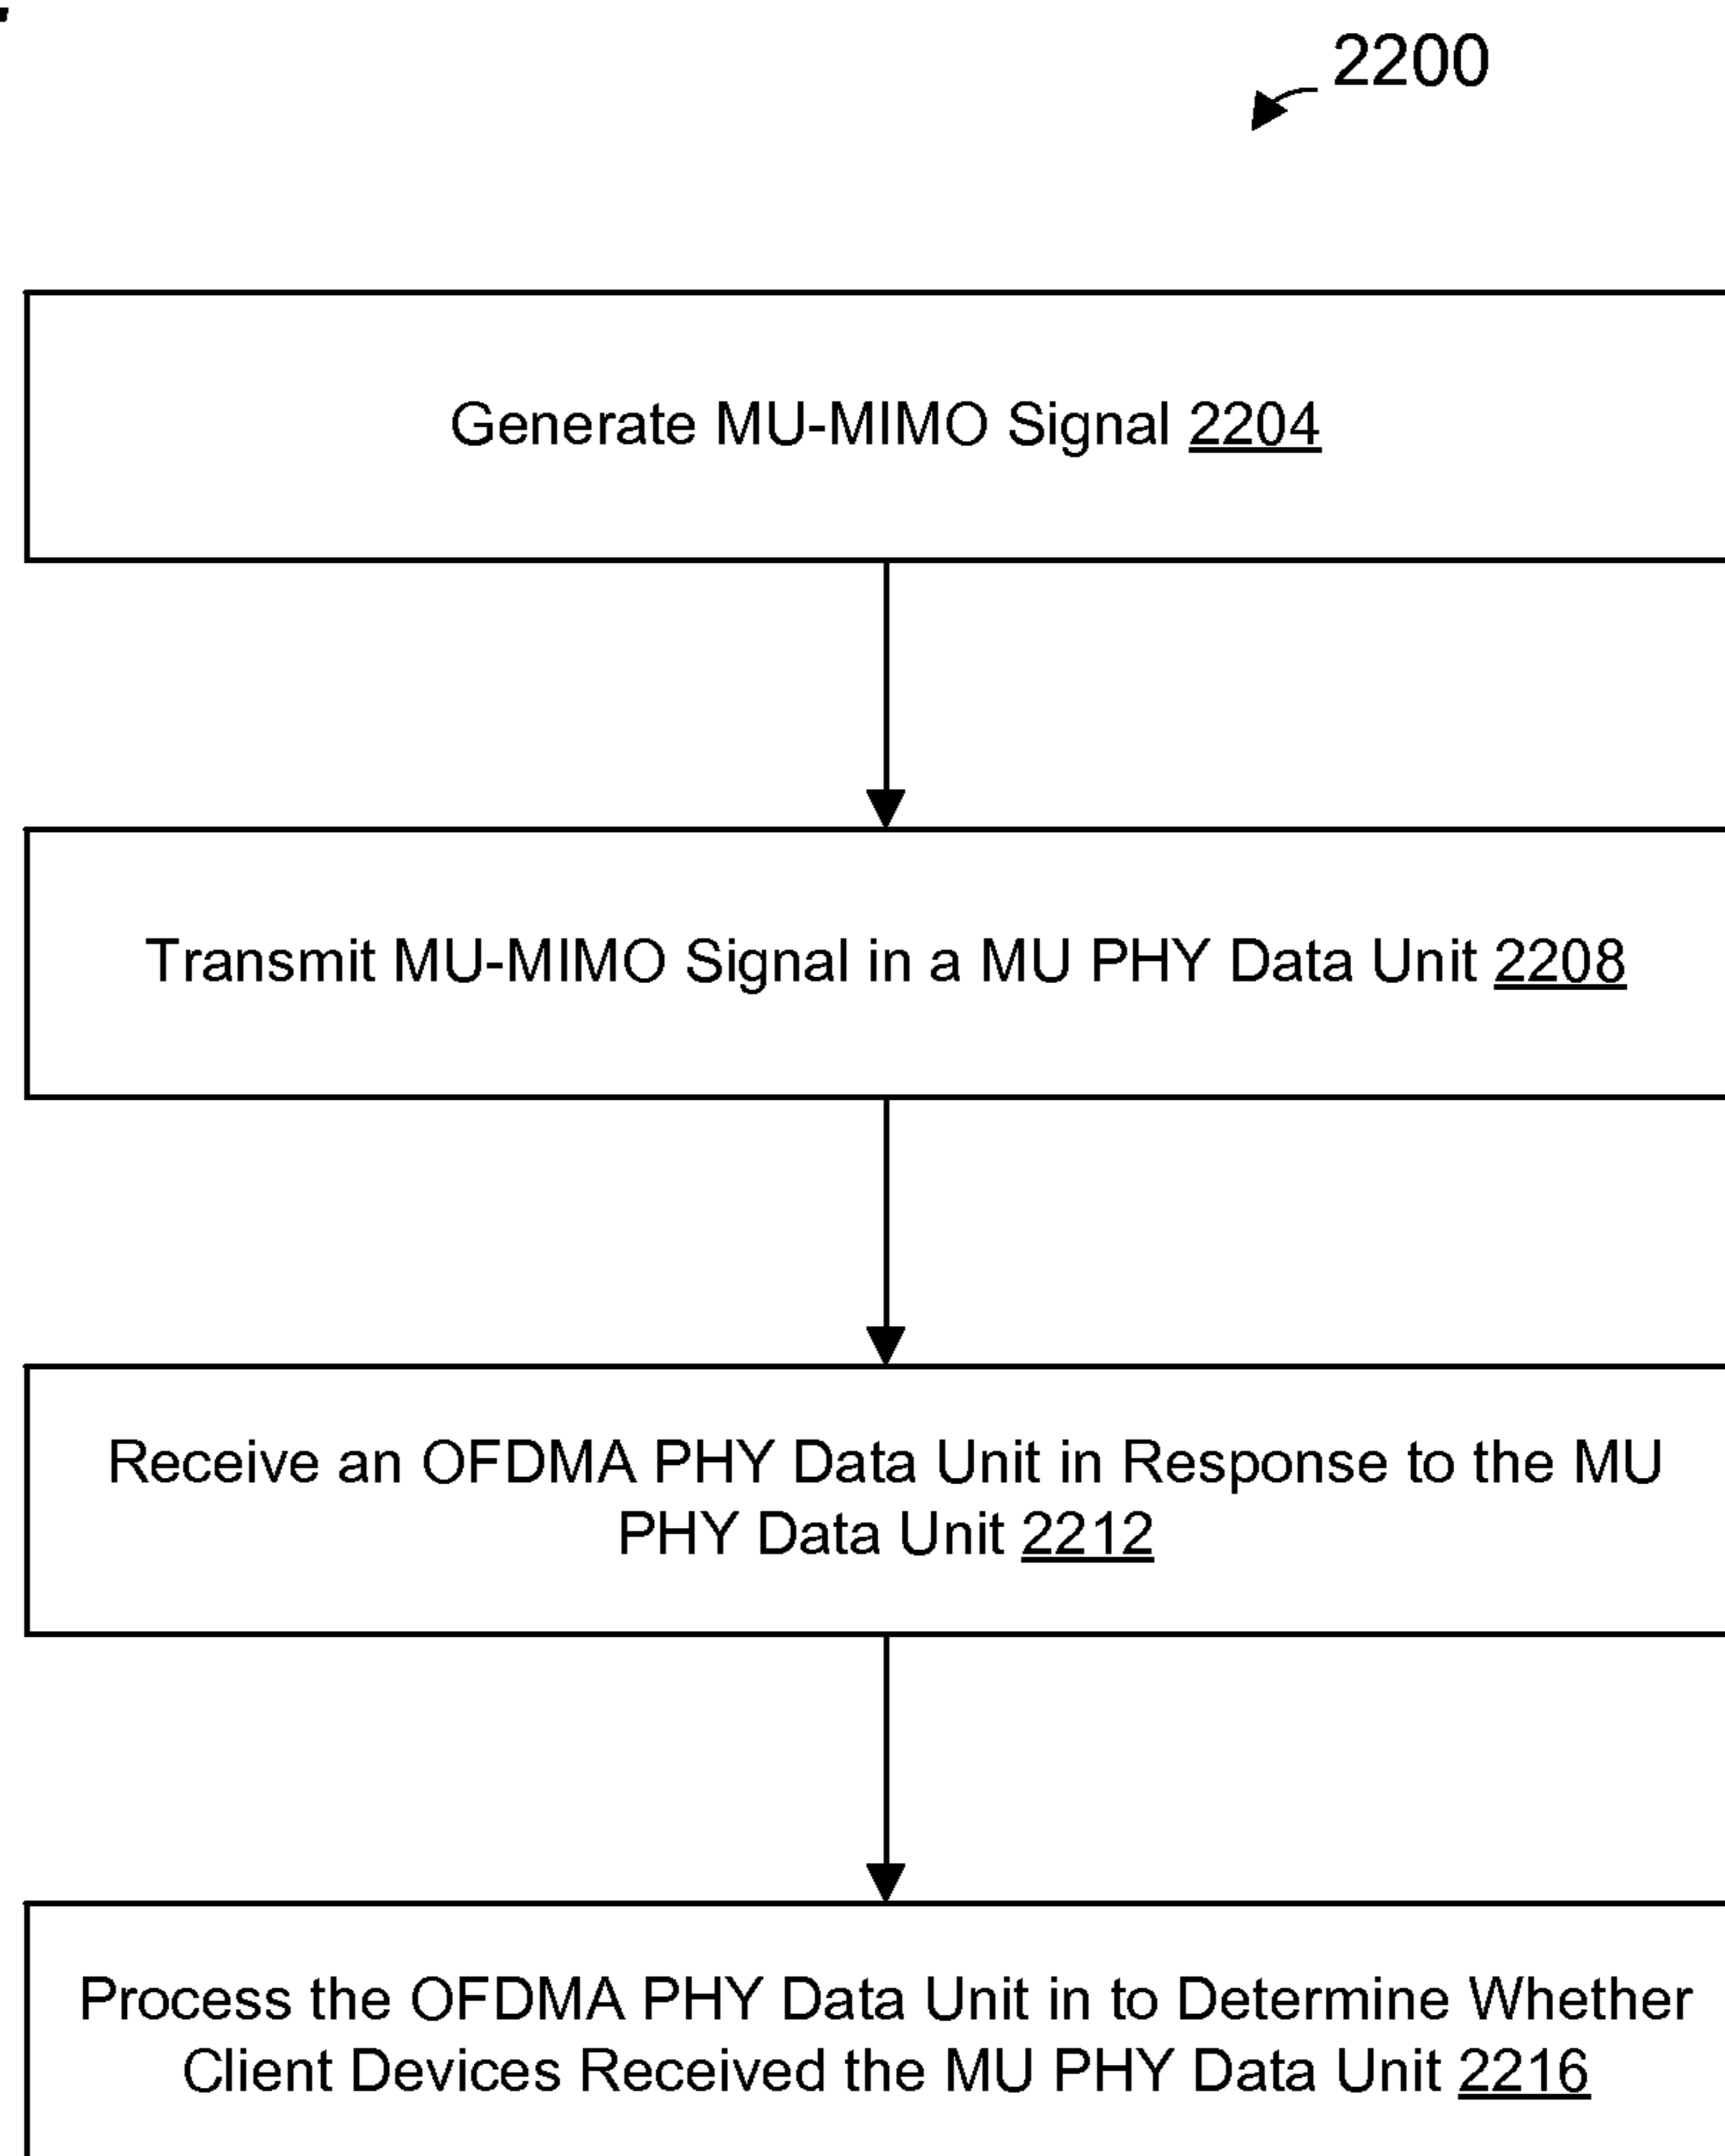 2200
Generate MU-MIMO Signal 2204
Transmit MU-MIMO Signal in a MU PHY Data Unit 2208
Receive an OFDMA PHY Data Unit in Response to the MU
PHY Data Unit 2212
Process the OFDMA PHY Data Unit in to Determine Whether
Client Devices Received the MU PHY Data Unit 2216